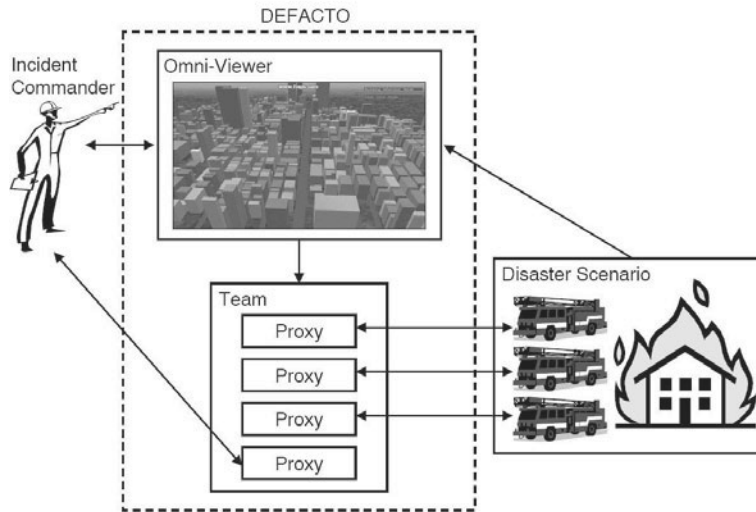 DEFACTO
Incident
Commander
Omni-Viewer
Team
Proxy
Proxy
Proxy
Proxy
Disaster Scenario